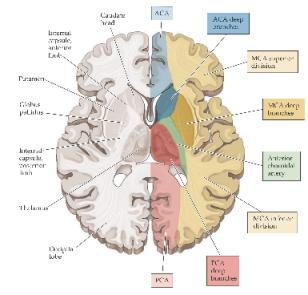 Caudate
head
Internal
capsule,
anterior
limb
Putamen
Globus
pallidus
Internal
capsule,
posterior
limb
Thalamus
Occipital
lobe
ACA
ACA deep
branches
MCA superior
division
MCA deep
branches
Anterior
choroidal
artery
MCA inferior
division
PCA
deep
branches
PCA